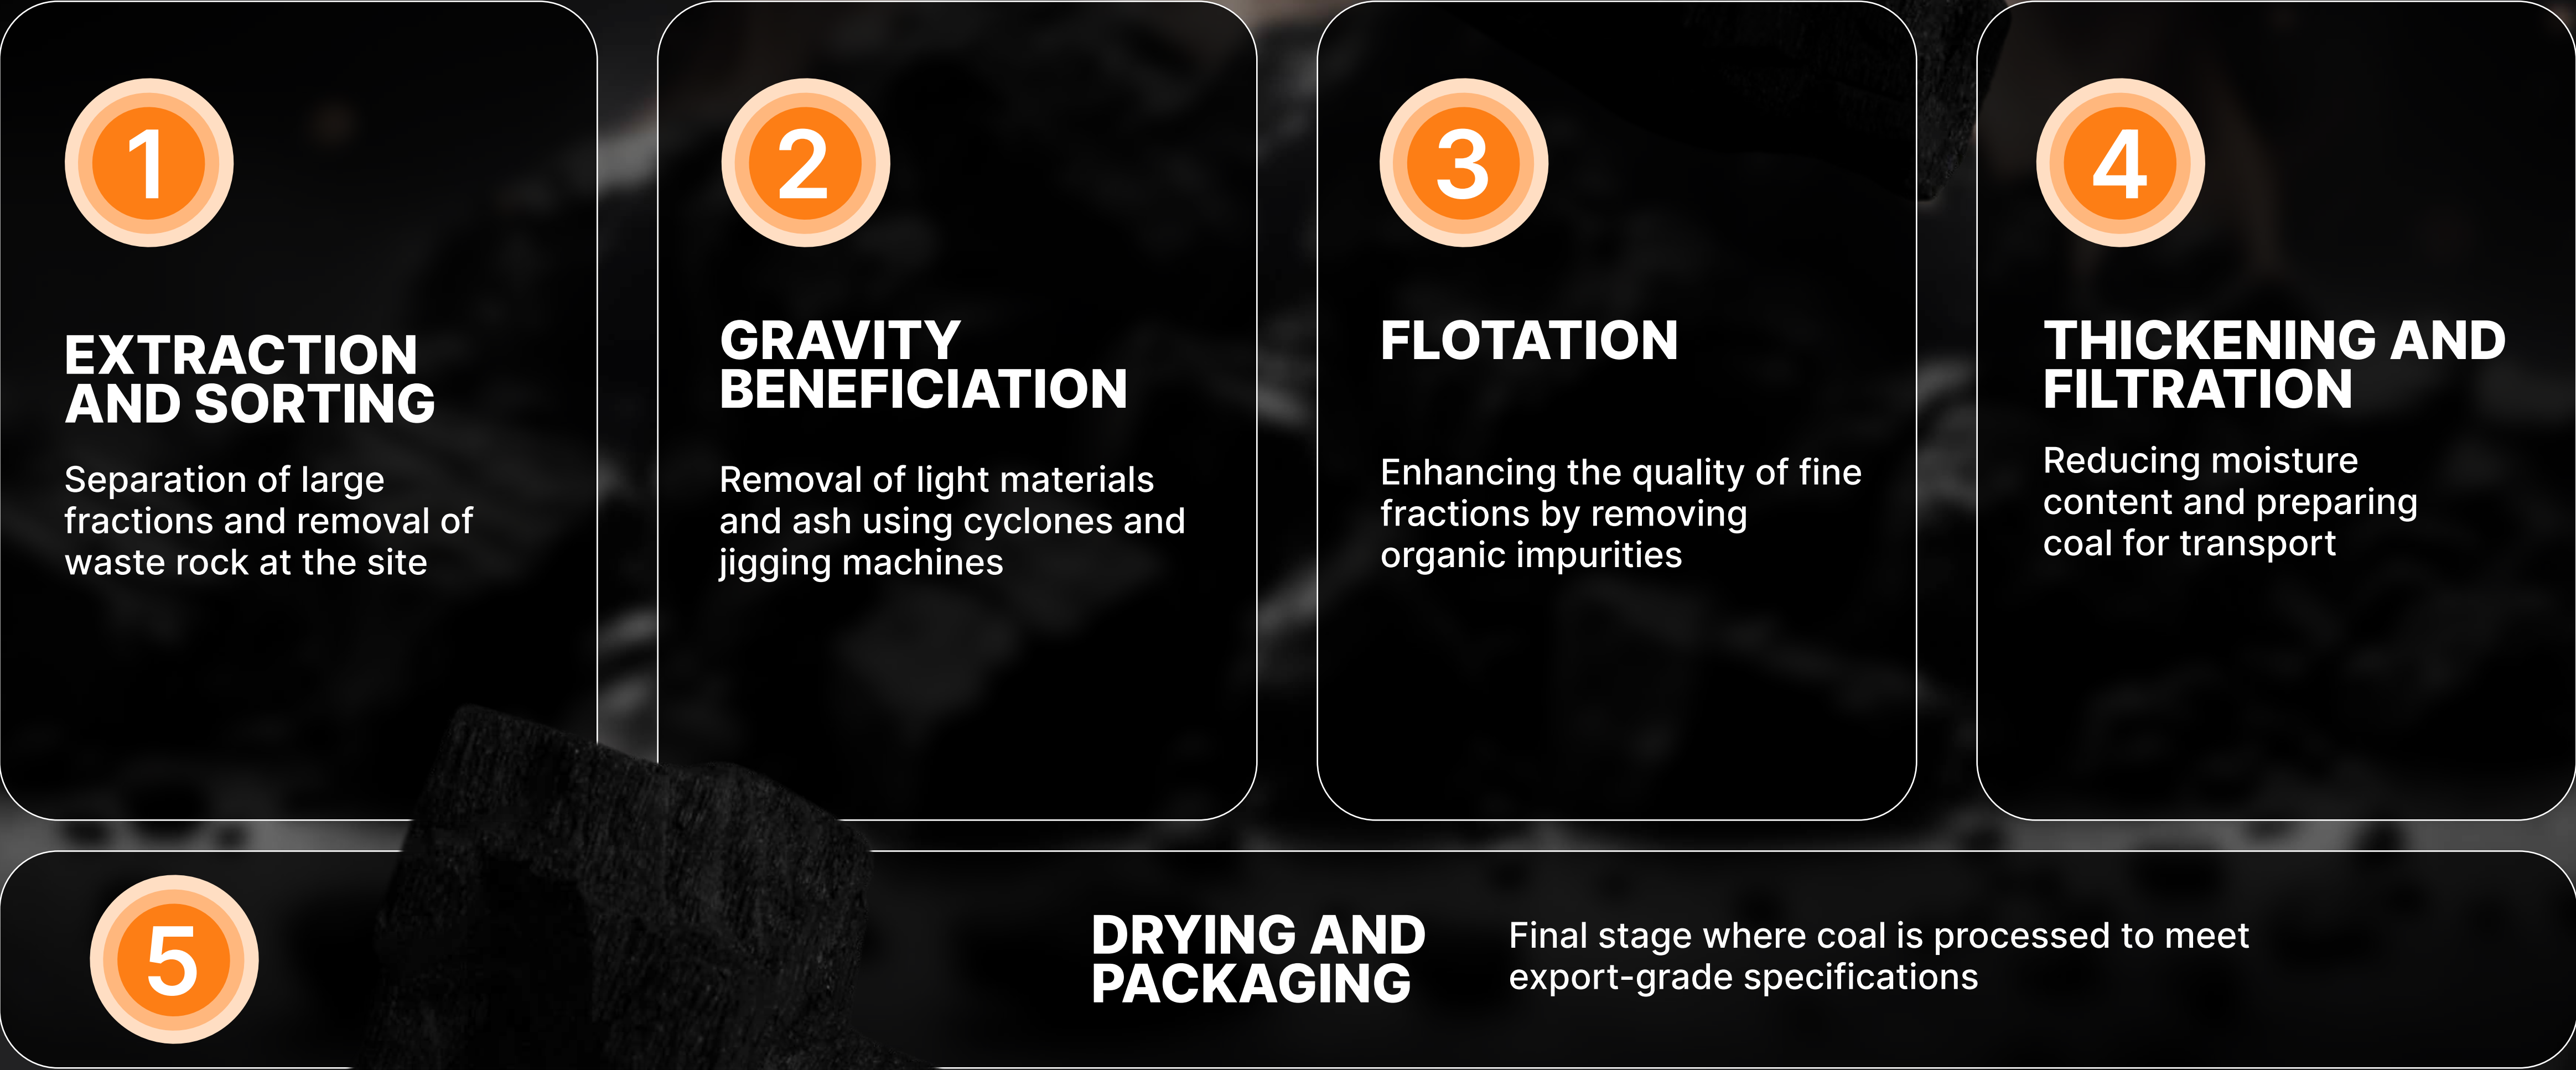 1
EXTRACTION
AND SORTING
Separation of large
fractions and removal of
waste rock at the site
2
GRAVITY
BENEFICIATION
Removal of light materials
and ash using cyclones and
jigging machines
3
FLOTATION
Enhancing the quality of fine
fractions by removing
organic impurities
4
THICKENING AND
FILTRATION
Reducing moisture
content and preparing
coal for transport
5
DRYING AND
PACKAGING
Final stage where coal is processed to meet
export-grade specifications